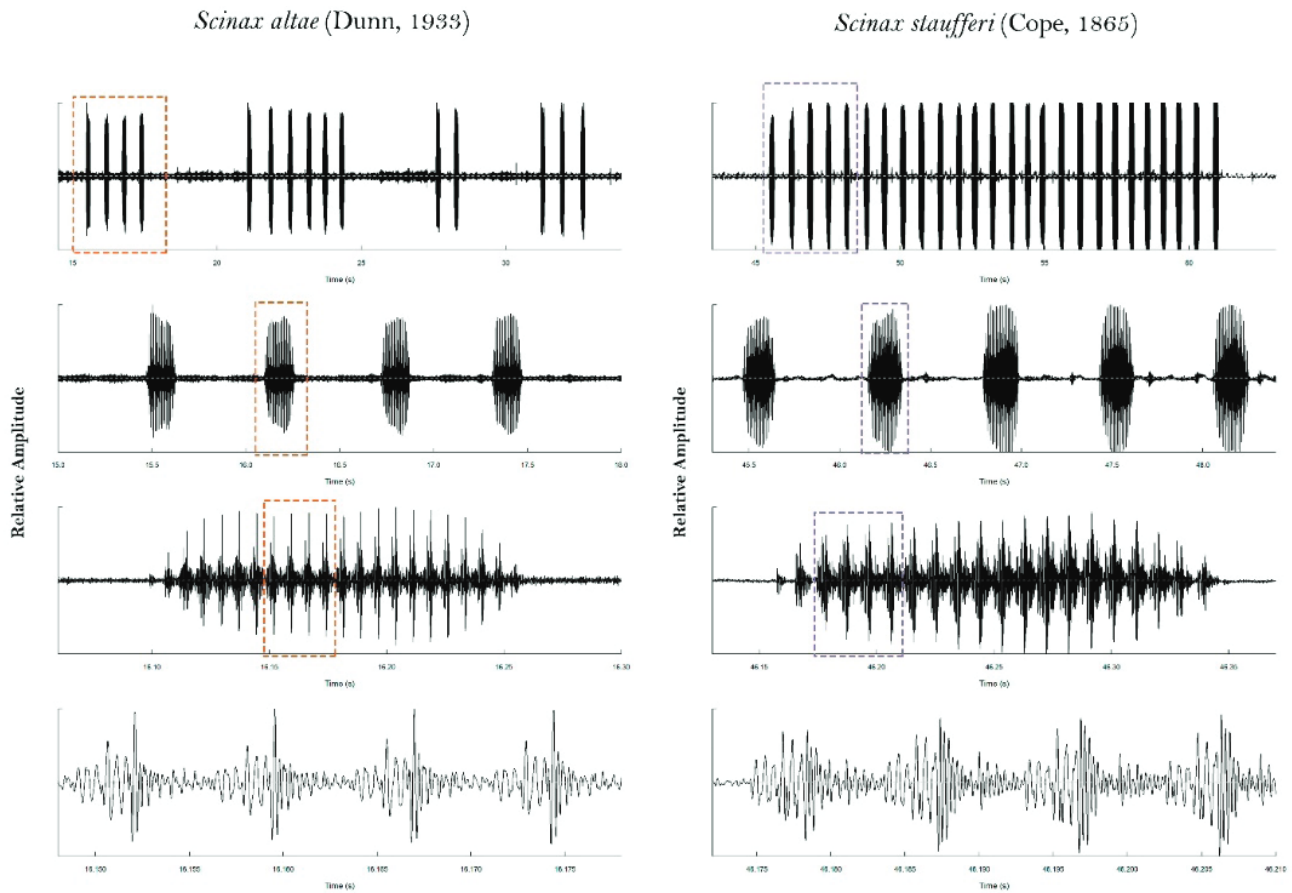 Scinax altae (Dunn, 1933)
Relative Amplitude
15 20 25 30
Time (s)
15.0 15.5 16.0 16.5 17.0 17.5 18.0
Time (s)
16.10 16.15 16.20 16.25 16.30
Time (s)
16.150 16.155 16.160 16.165 16.170 16.175
Time (s)
Scinax staufferi (Cope, 1865)
Relative Amplitude
45 50 55 60
Time (s)
45.5 46.0 46.5 47.0 47.5 48.0
Time (s)
46.15 46.20 46.25 46.30 46.35
Time (s)
46.175 46.180 46.185 46.190 46.195 46.200 46.205 46.210
Time (s)